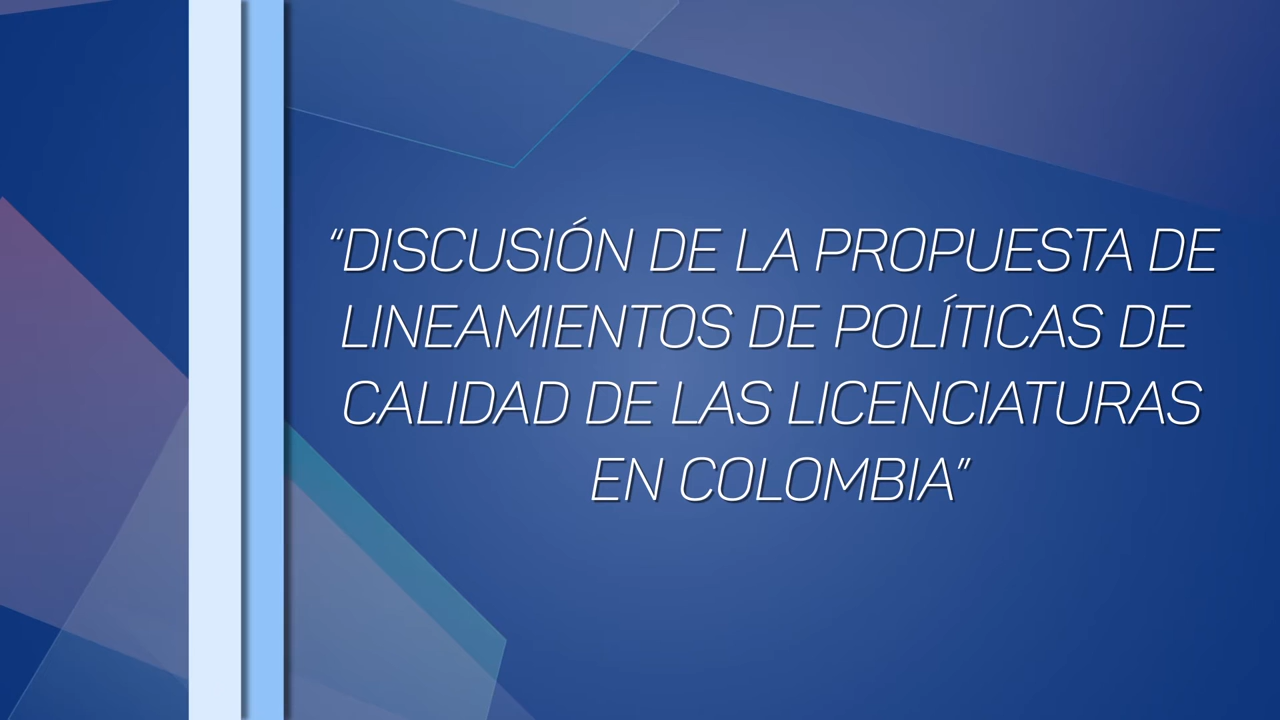 “DISCUSIÓN DE LA PROPUESTA DE
LINEAMIENTOS DE POLÍTICAS DE
CALIDAD DE LAS LICENCIATURAS
EN COLOMBIA”